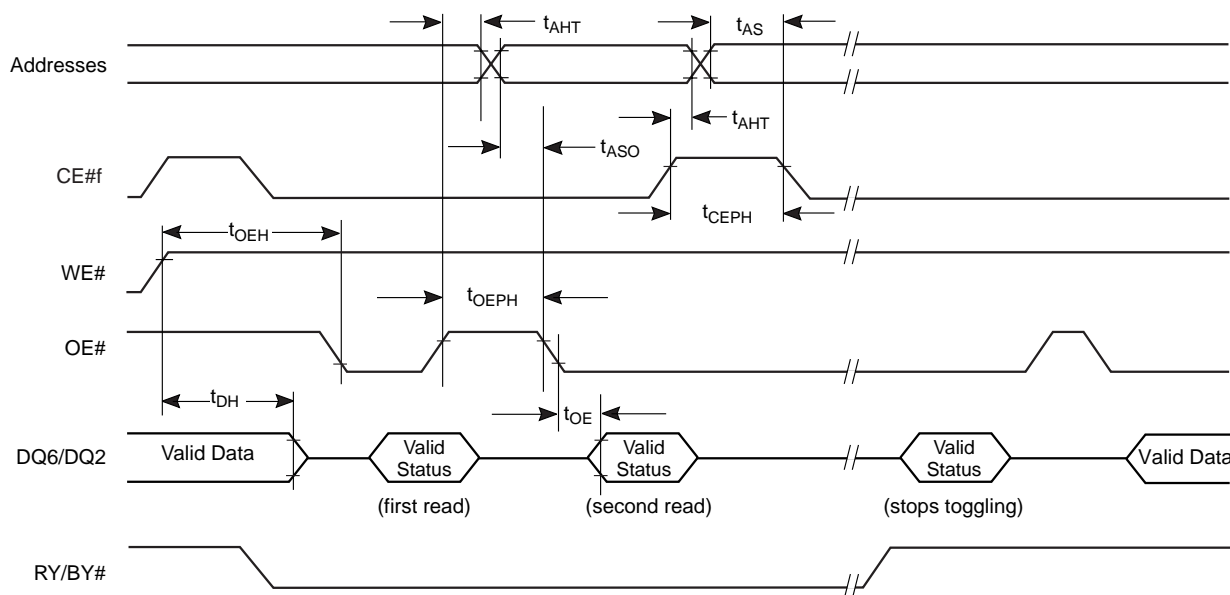 tAHT
tAS
Addresses
tAHT
tASO
CE#f
tCEPH
tOEH
WE#
tOEPH
OE#
tDH
tOE
DQ6/DQ2
Valid Data
Valid
Status
Valid
Status
Valid
Status
Valid Data
(first read)
(second read)
(stops toggling)
RY/BY#